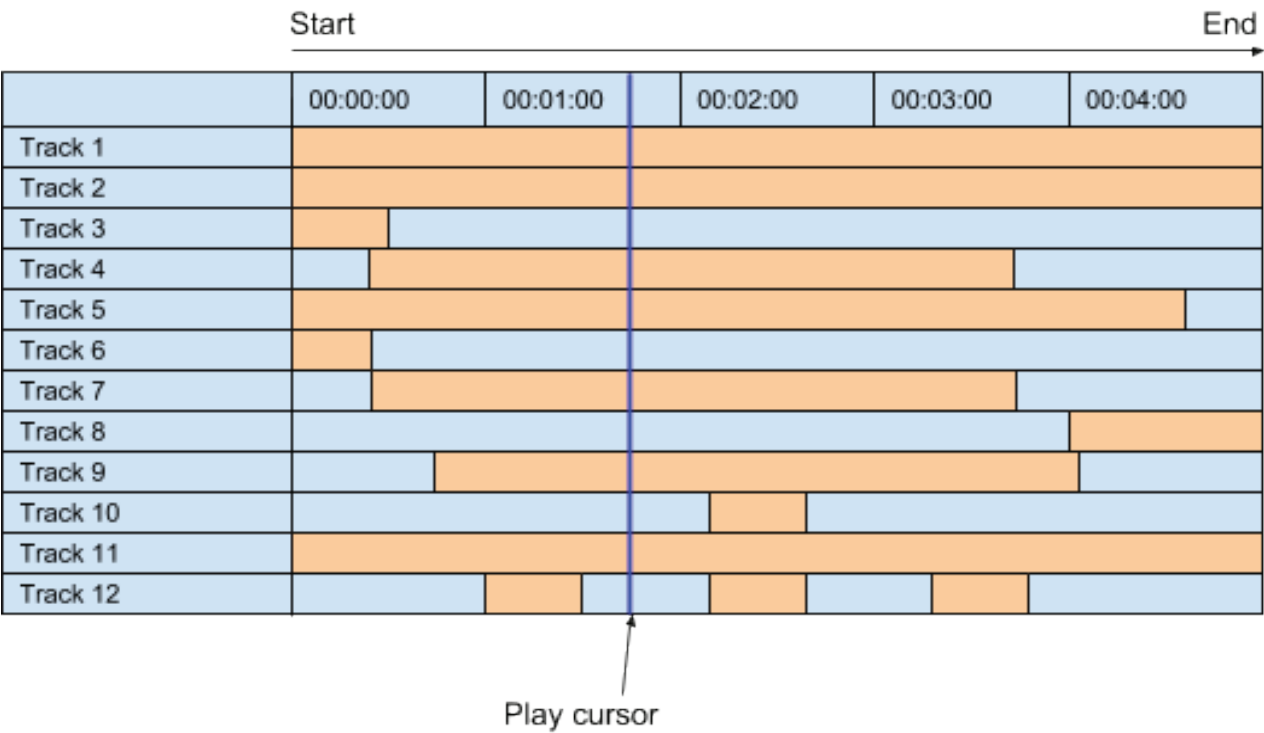 Start End
00:00:00 00:01:00 00:02:00 00:03:00 00:04:00
Track 1
Track 2
Track 3
Track 4
Track 5
Track 6
Track 7
Track 8
Track 9
Track 10
Track 11
Track 12
Play cursor